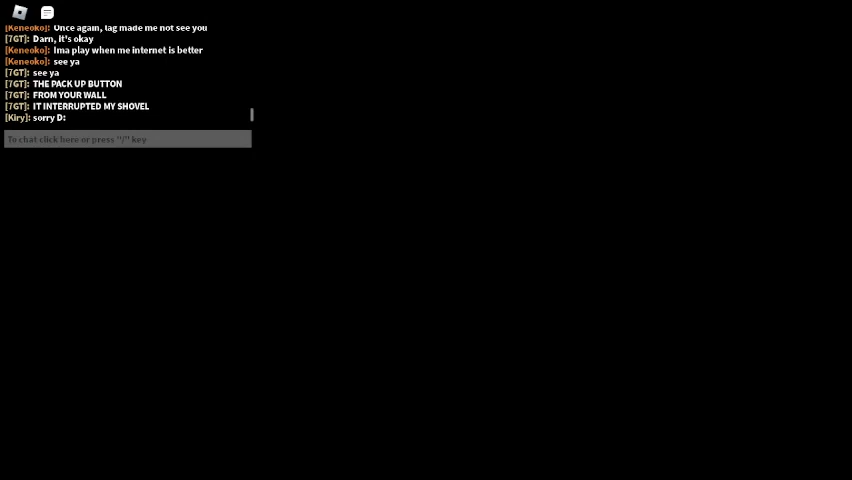 [Keneoko]: Once again, lag made me not see you
[7GT]: Darn, it's okay
[Keneoko]: Ima play when me internet is better
[Keneoko]: see ya
[7GT]: see ya
[7GT]: THE PACK UP BUTTON
[7GT]: FROM YOUR WALL
[7GT]: IT INTERRUPTED MY SHOVEL
[Kiry]: sorry D:
To chat click here or press "/" key